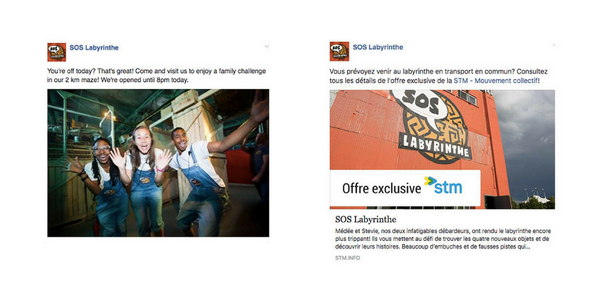 SOS Labyrinthe
You're off today? That's great! Come and visit us to enjoy a family challenge
in our 2 km maze! We're opened until 8pm today.
SOS Labyrinthe
Vous prévoyez venir au labyrinthe en transport en commun? Consultez
tous les détails de l'offre exclusive de la STM - Mouvement collectif!
SOS
LABYRINTHE
Offre exclusive stm
SOS Labyrinthe
Médée et Stevie, nos deux infatigables débardeurs, ont rendu le labyrinthe encore
plus trippant! Ils vous mettent au défi de trouver les quatre nouveaux objets et de
découvrir leurs histoires. Beaucoup d'embuches et de fausses pistes qui...
STM.INFO